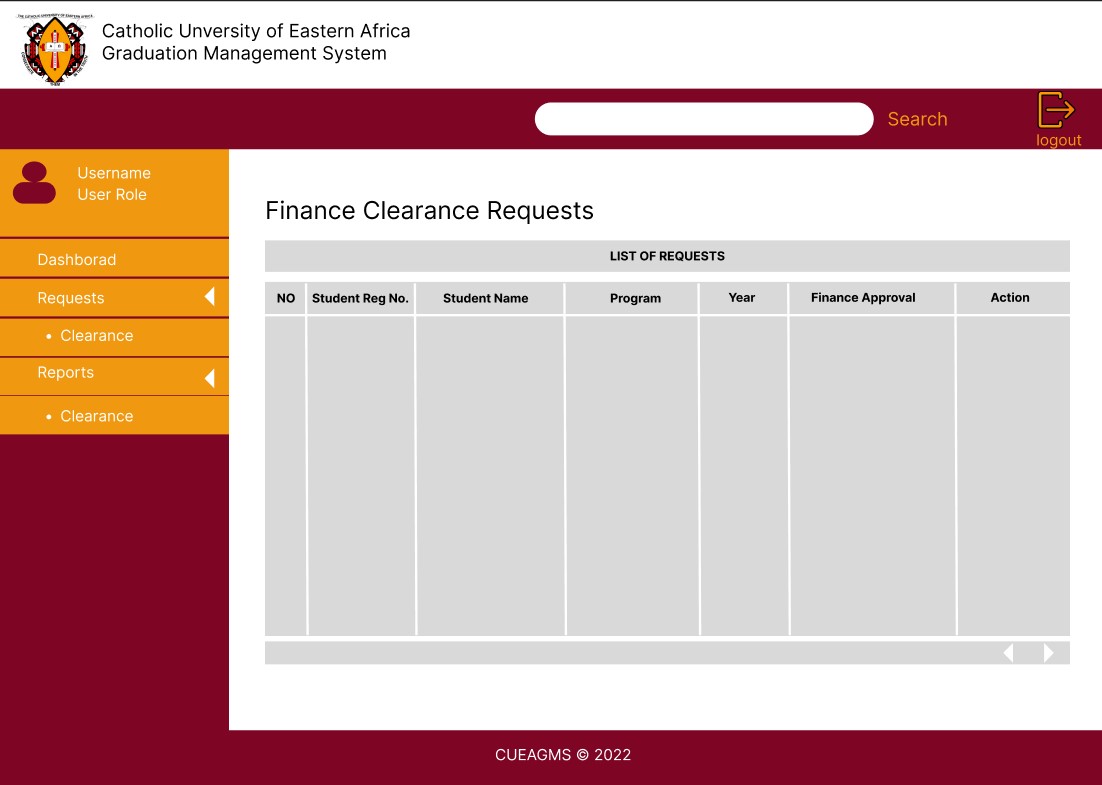 THE CATHOLIC UNIVERSITY OF EASTERN AFRICA
Catholic Unversity of Eastern Africa
Graduation Management System
Search
logout
Username
User Role
Dashborad
Requests
• Clearance
Reports
• Clearance
Finance Clearance Requests
LIST OF REQUESTS
NO Student Reg No. Student Name Program Year Finance Approval Action
CUEAGMS © 2022